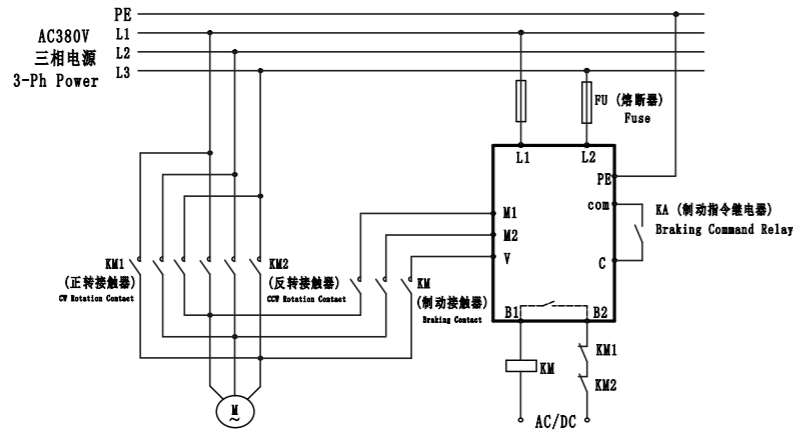 PE
AC380V
三相电源
3-Ph Power
L1
L2
L3
FU (熔断器)
Fuse
L1
L2
PE
com
KA (制动指令继电器)
Braking Command Relay
M1
M2
V
C
KM1
(正转接触器)
CW Rotation Contact
KM2
(反转接触器)
CCW Rotation Contact
KM
(制动接触器)
Braking Contact
B1
B2
KM
KM1
KM2
M
~
AC/DC